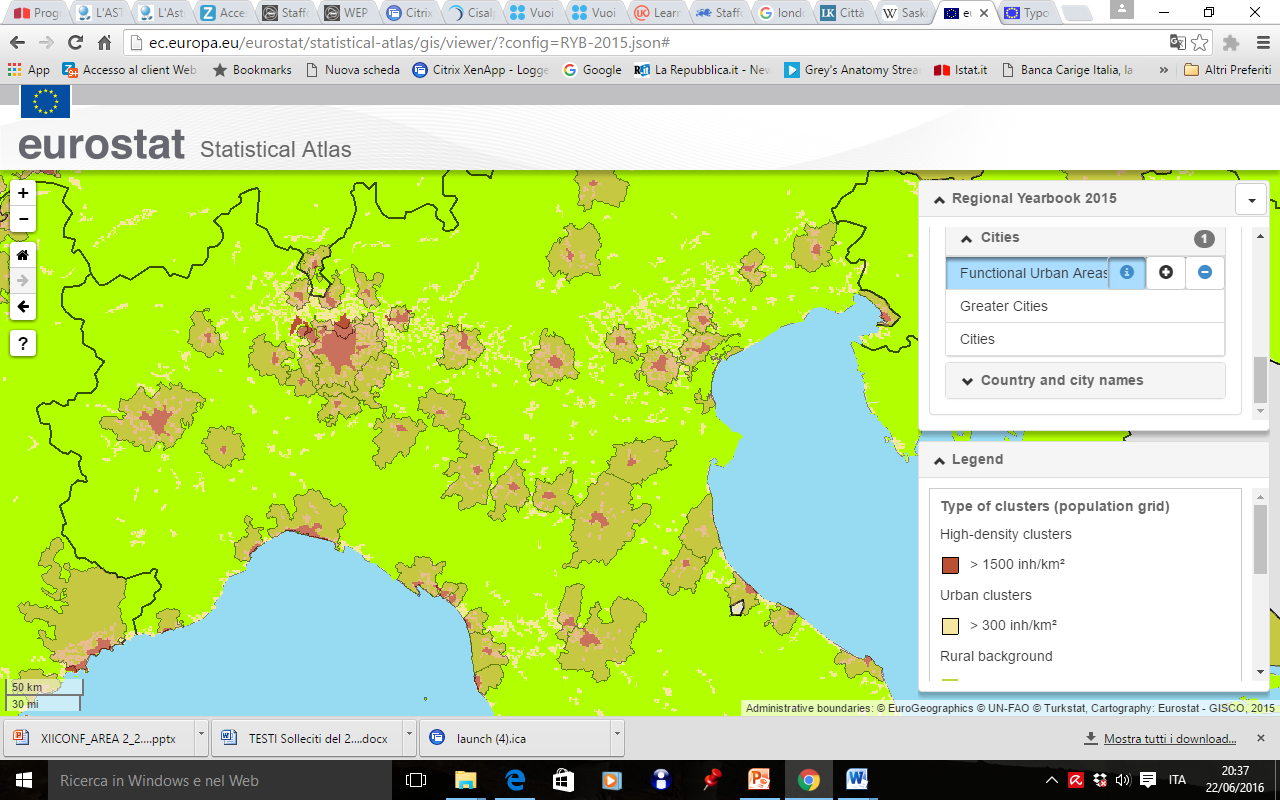 Prog
L'AST
L'Ast
Acce
Staffo
WEP
Citrix
Cisal
Vuoi
Vuoi
Learn
Staffo
lond
Città
Sask
e
Typo
ec.europa.eu/eurostat/statistical-atlas/gis/viewer/?config=RYB-2015.json#
App
Accesso al client Web
Bookmarks
Nuova scheda
Citrix XenApp - Logge
Google
La Repubblica.it - New
Grey's Anatomy Strea
Istat.it
Banca Carige Italia, la
»
Altri Preferiti
eurostat Statistical Atlas
+
−
?
Regional Yearbook 2015
Cities 1
Functional Urban Areas
Greater Cities
Cities
Country and city names
Legend
Type of clusters (population grid)
High-density clusters
> 1500 inh/km²
Urban clusters
> 300 inh/km²
Rural background
50 km
30 mi
Administrative boundaries: © EuroGeographics © UN-FAO © Turkstat, Cartography: Eurostat - GISCO, 2015
XIICONF_AREA 2_2....pptx
TESTI Solleciti del 2....docx
launch (4).ica
Mostra tutti i download...
Ricerca in Windows e nel Web
ITA
20:37
22/06/2016